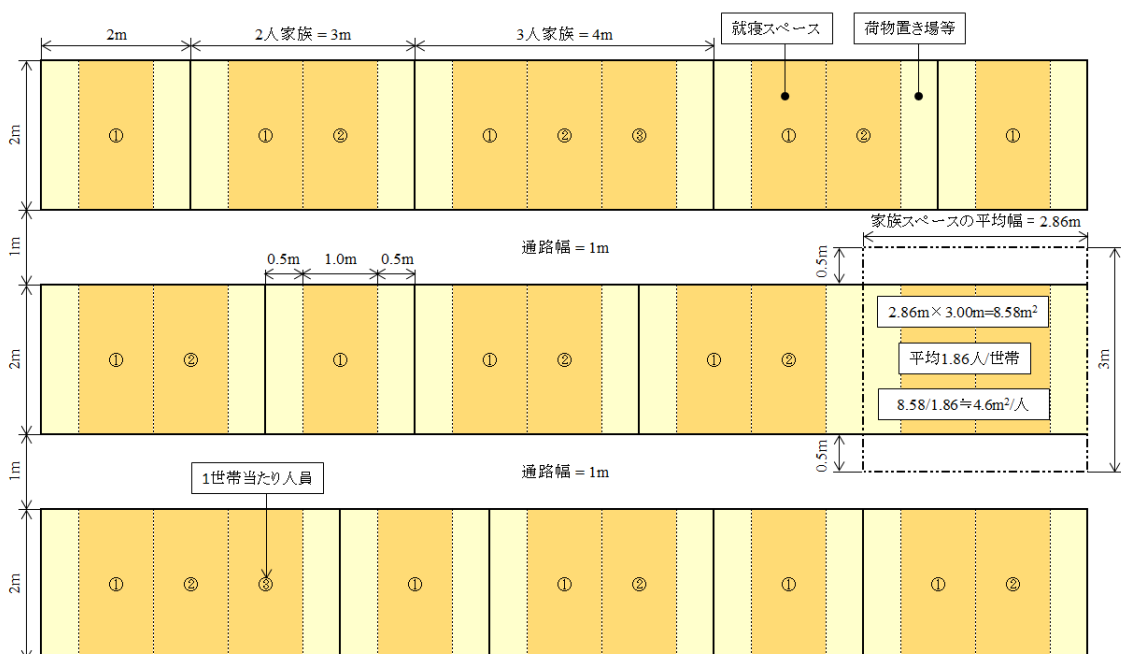 2m
2人家族 = 3m
3人家族 = 4m
就寝スペース
荷物置き場等
2m
①
①
②
①
②
③
①
②
①
1m
通路幅 = 1m
家族スペースの平均幅 = 2.86m
0.5m
1.0m
0.5m
0.5m
2m
①
②
①
①
②
①
②
2.86m×3.00m=8.58m²
平均1.86人/世帯
8.58/1.86≒4.6m²/人
3m
1m
通路幅 = 1m
0.5m
1世帯当たり人員
2m
①
②
③
①
①
②
①
①
②